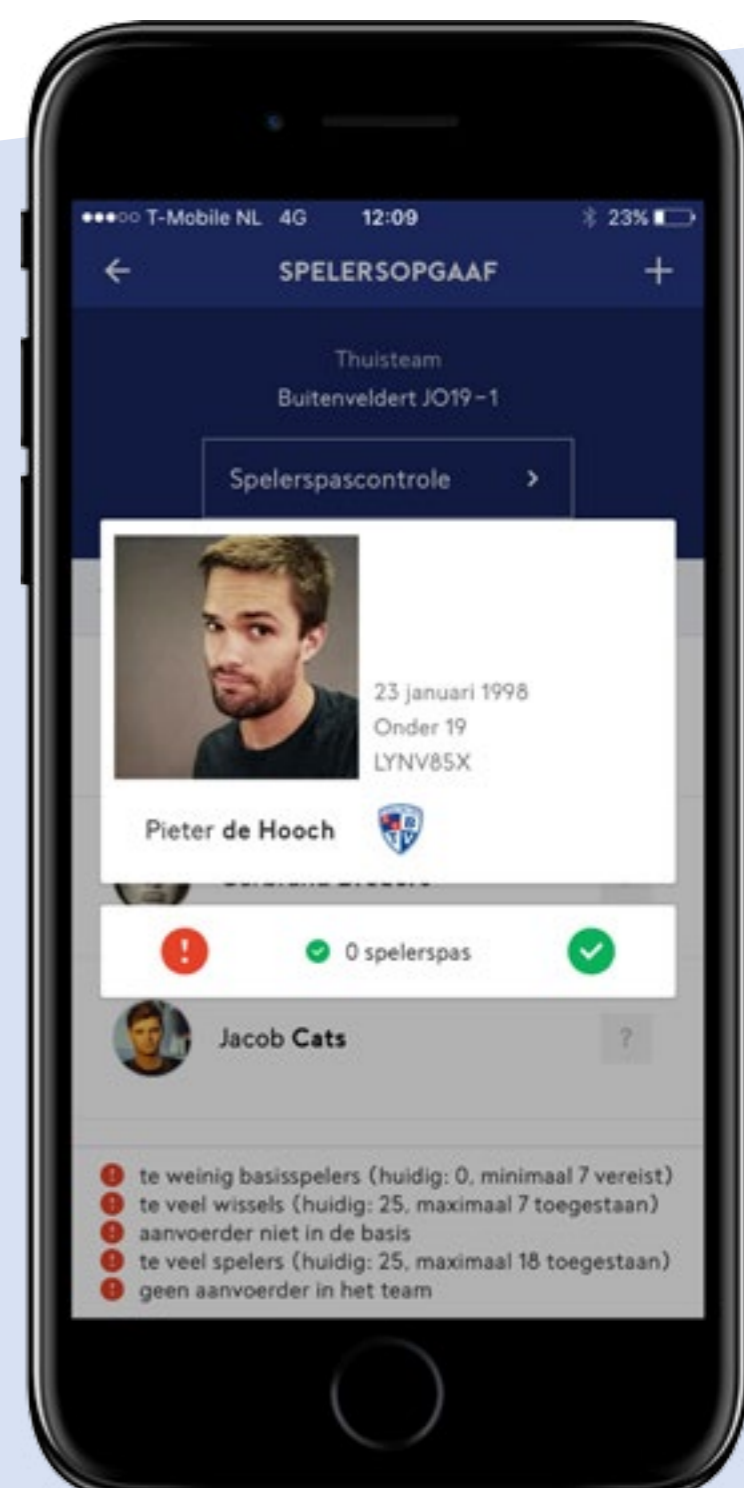 T-Mobile NL 4G 12:09 23%
SPELERSOPGAAF
Thuisteam
Buitenveldert JO19-1
Spelerspascontrole
23 januari 1998
Onder 19
LYNV85X
Pieter de Hooch
0 spelerspas
Jacob Cats
?
te weinig basisspelers (huidig: 0, minimaal 7 vereist)
te veel wissels (huidig: 25, maximaal 7 toegestaan)
aanvoerder niet in de basis
te veel spelers (huidig: 25, maximaal 18 toegestaan)
geen aanvoerder in het team